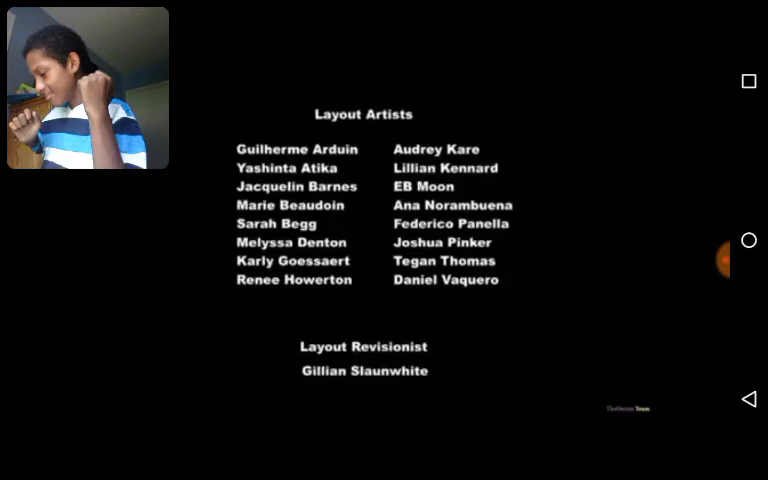 Layout Artists
Guilherme Arduin
Audrey Kare
Yashinta Atika
Lillian Kennard
Jacquelin Barnes
EB Moon
Marie Beaudoin
Ana Norambuena
Sarah Begg
Federico Panella
Melyssa Denton
Joshua Pinker
Karly Goessaert
Tegan Thomas
Renee Howerton
Daniel Vaquero
Layout Revisionist
Gillian Slaunwhite
Team